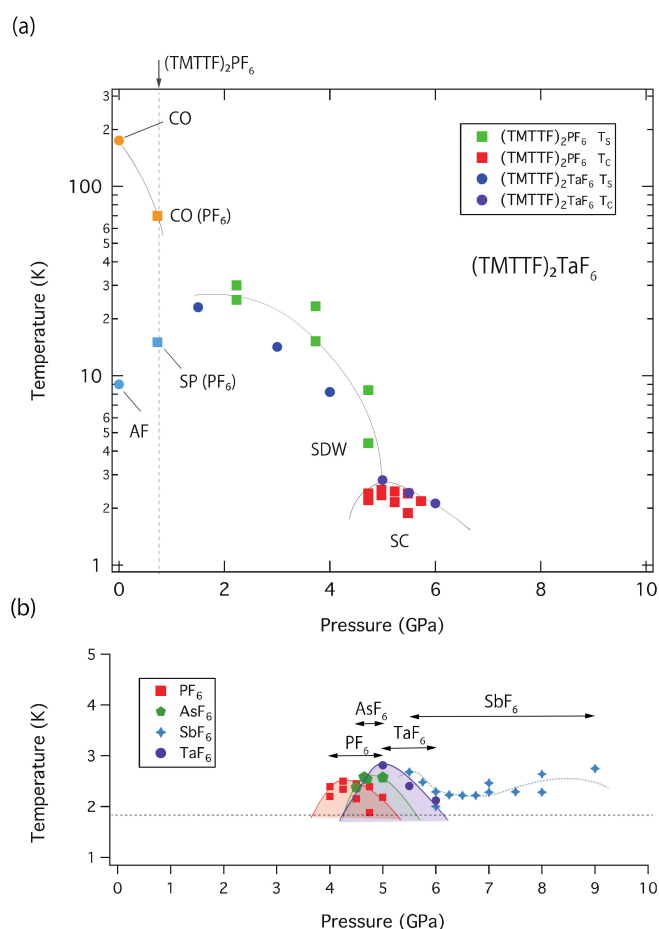 (a)
(TMTTF)₂PF₆
3
2
100
6
5
4
3
2
10
6
5
4
3
2
1
Temperature (K)
CO
CO (PF₆)
SP (PF₆)
AF
SDW
SC
(TMTTF)₂PF₆ Tₛ
(TMTTF)₂PF₆ T_C
(TMTTF)₂TaF₆ Tₛ
(TMTTF)₂TaF₆ T_C
(TMTTF)₂TaF₆
0 2 4 6 8 10
Pressure (GPa)
(b)
5
4
3
2
1
Temperature (K)
PF₆
AsF₆
SbF₆
TaF₆
SbF₆
AsF₆
TaF₆
PF₆
0 1 2 3 4 5 6 7 8 9 10
Pressure (GPa)